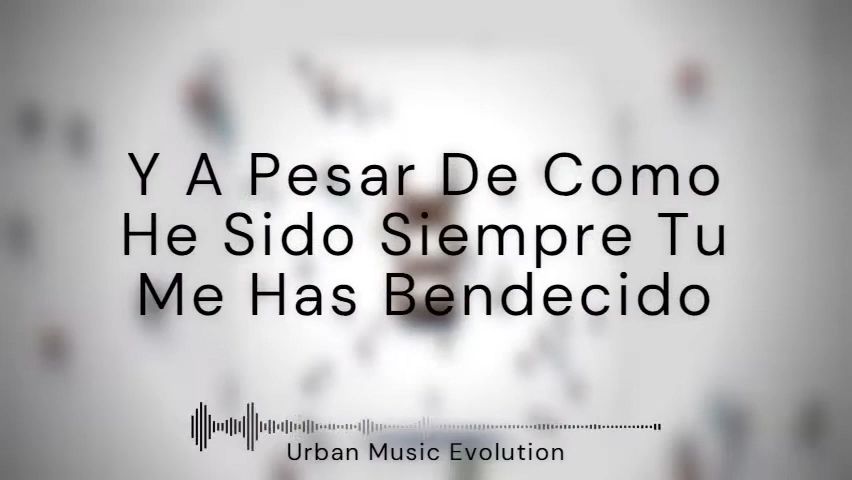 Y A Pesar De Como
He Sido Siempre Tu
Me Has Bendecido
Urban Music Evolution